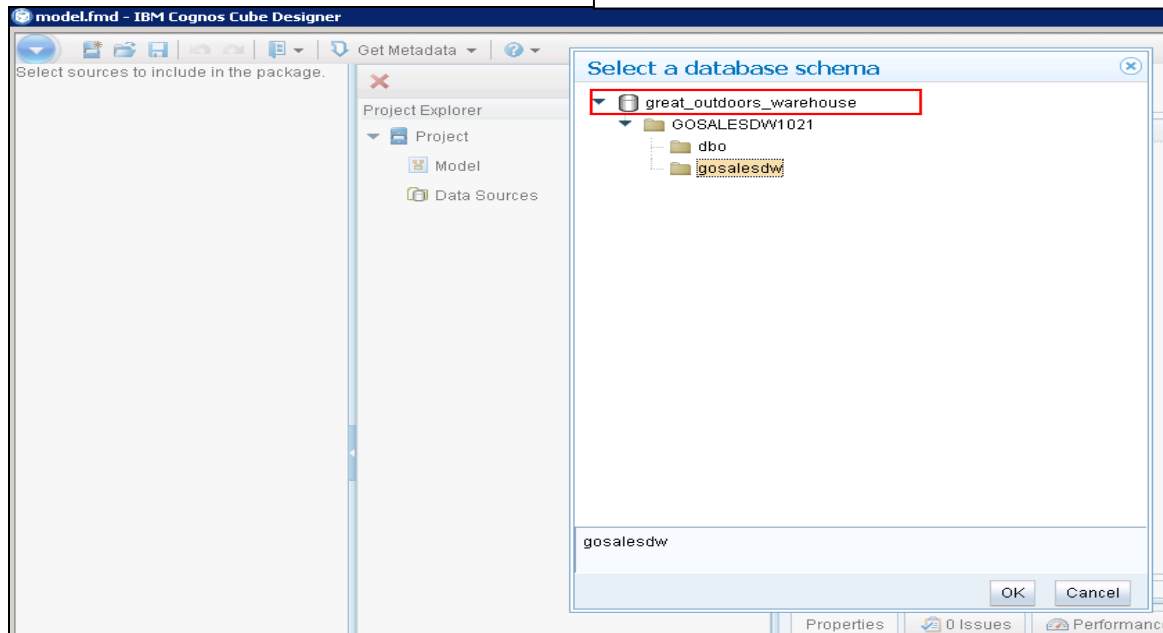 model.fmd - IBM Cognos Cube Designer
Get Metadata
Select sources to include in the package.
Project Explorer
Project
Model
Data Sources
Select a database schema
great_outdoors_warehouse
GOSALESDW1021
dbo
gosalesdw
gosalesdw
OK Cancel
Properties 0 Issues Performanc